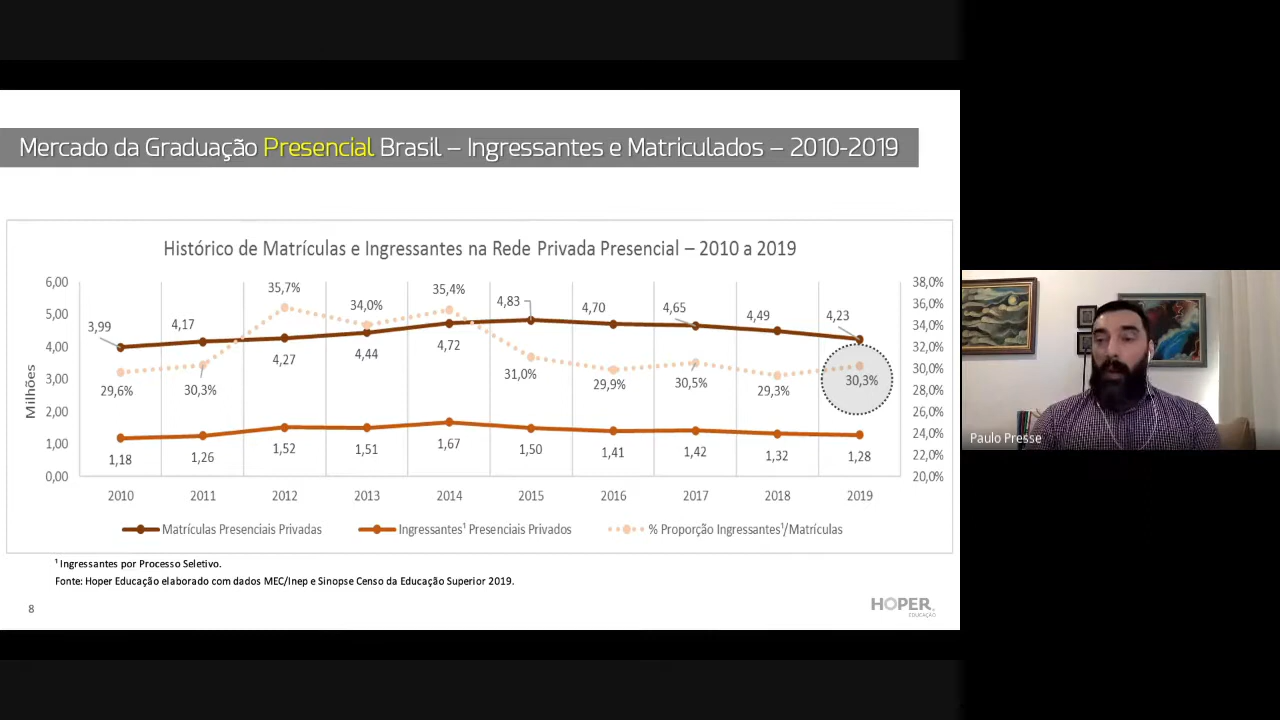 Mercado da Graduação Presencial Brasil – Ingressantes e Matriculados – 2010-2019
Histórico de Matrículas e Ingressantes na Rede Privada Presencial – 2010 a 2019
6,00
5,00
4,00
3,00
2,00
1,00
0,00
Milhões
38,0%
36,0%
34,0%
32,0%
30,0%
28,0%
26,0%
24,0%
22,0%
20,0%
3,99 4,17 4,27 4,44 4,72 4,83 4,70 4,65 4,49 4,23
29,6% 30,3% 35,7% 34,0% 35,4% 31,0% 29,9% 30,5% 29,3% 30,3%
1,18 1,26 1,52 1,51 1,67 1,50 1,41 1,42 1,32 1,28
2010 2011 2012 2013 2014 2015 2016 2017 2018 2019
Matrículas Presenciais Privadas Ingressantes¹ Presenciais Privados % Proporção Ingressantes¹/Matrículas
¹ Ingressantes por Processo Seletivo.
Fonte: Hoper Educação elaborado com dados MEC/Inep e Sinopse Censo da Educação Superior 2019.
8
HOPER
EDUCAÇÃO
Paulo Presse